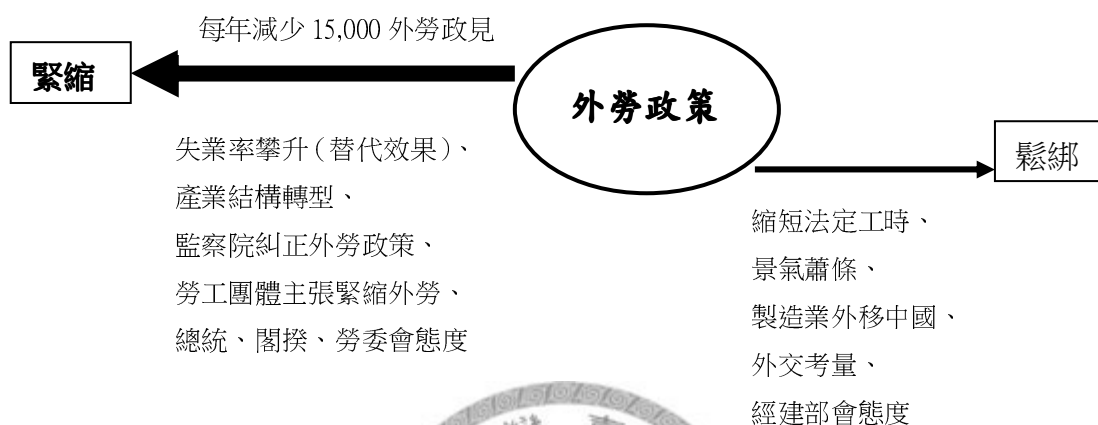 每年減少 15,000 外勞政見
緊縮
外勞政策
鬆綁
失業率攀升（替代效果）、
產業結構轉型、
監察院糾正外勞政策、
勞工團體主張緊縮外勞、
總統、閣揆、勞委會態度
縮短法定工時、
景氣蕭條、
製造業外移中國、
外交考量、
經建部會態度